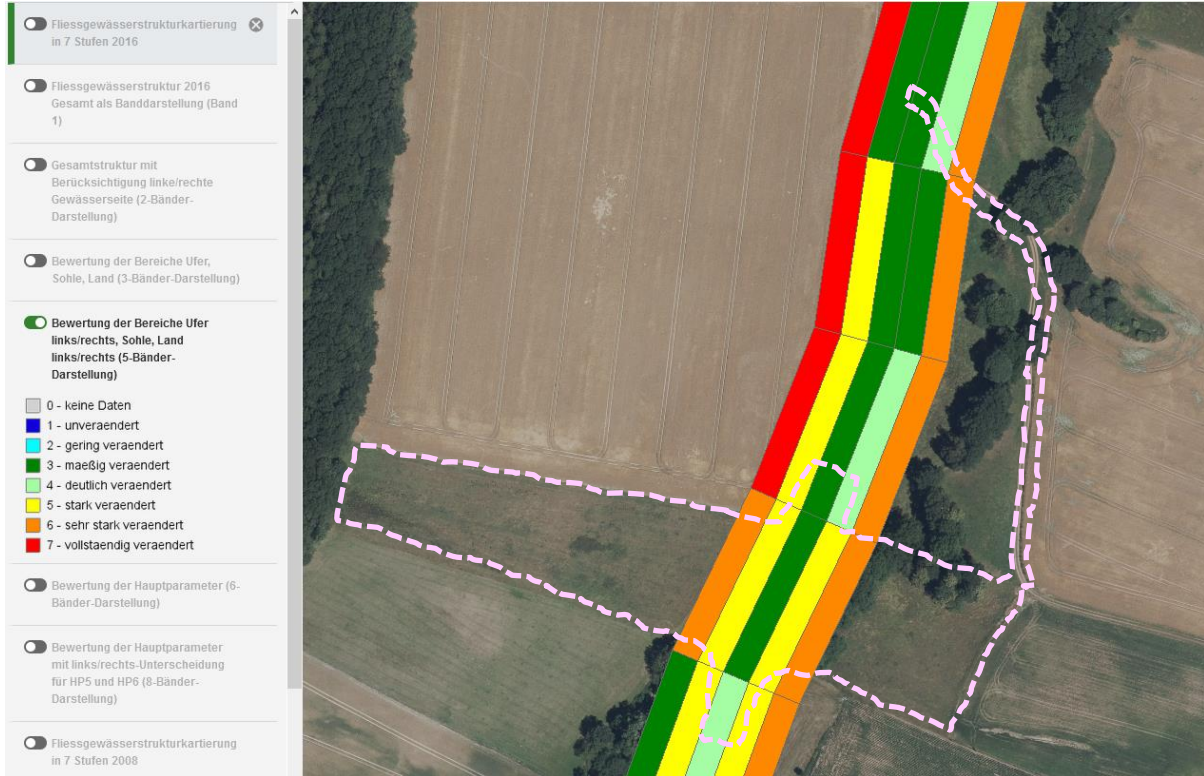 Fliessgewässerstrukturkartierung
in 7 Stufen 2016
Fliessgewässerstruktur 2016
Gesamt als Banddarstellung (Band
1)
Gesamtstruktur mit
Berücksichtigung linke/rechte
Gewässerseite (2-Bänder-
Darstellung)
Bewertung der Bereiche Ufer,
Sohle, Land (3-Bänder-Darstellung)
Bewertung der Bereiche Ufer
links/rechts, Sohle, Land
links/rechts (5-Bänder-
Darstellung)
0 - keine Daten
1 - unveraendert
2 - gering veraendert
3 - maeßig veraendert
4 - deutlich veraendert
5 - stark veraendert
6 - sehr stark veraendert
7 - vollstaendig veraendert
Bewertung der Hauptparameter (6-
Bänder-Darstellung)
Bewertung der Hauptparameter
mit links/rechts-Unterscheidung
für HP5 und HP6 (8-Bänder-
Darstellung)
Fliessgewässerstrukturkartierung
in 7 Stufen 2008